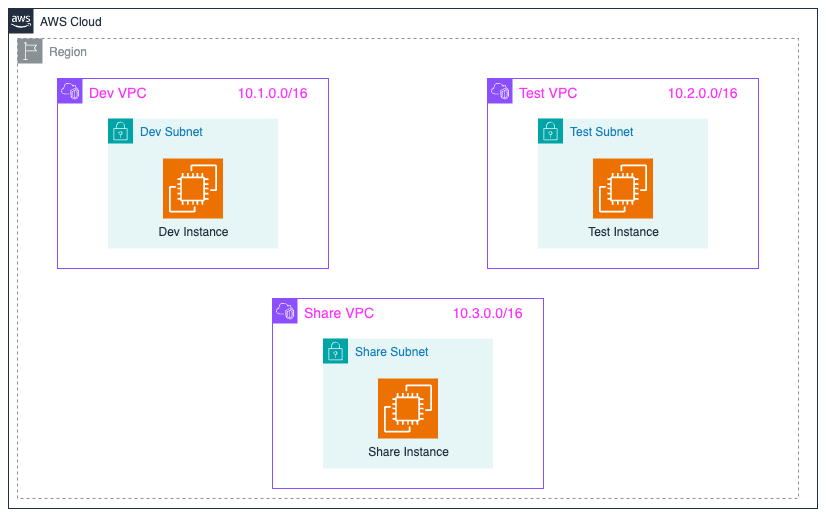 aws AWS Cloud
Region
Dev VPC 10.1.0.0/16
Dev Subnet
Dev Instance
Test VPC 10.2.0.0/16
Test Subnet
Test Instance
Share VPC 10.3.0.0/16
Share Subnet
Share Instance